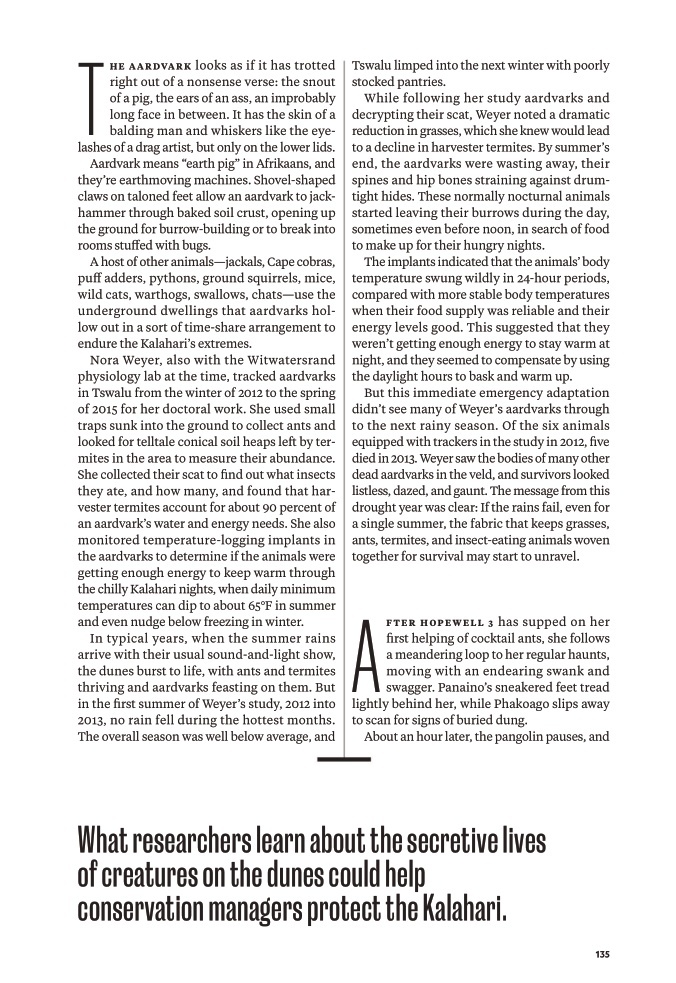 THE AARDVARK looks as if it has trotted
right out of a nonsense verse: the snout
of a pig, the ears of an ass, an improbably
long face in between. It has the skin of a
balding man and whiskers like the eye-
lashes of a drag artist, but only on the lower lids.
Aardvark means “earth pig” in Afrikaans, and
they’re earthmoving machines. Shovel-shaped
claws on taloned feet allow an aardvark to jack-
hammer through baked soil crust, opening up
the ground for burrow-building or to break into
rooms stuffed with bugs.
A host of other animals—jackals, Cape cobras,
puff adders, pythons, ground squirrels, mice,
wild cats, warthogs, swallows, chats—use the
underground dwellings that aardvarks hol-
low out in a sort of time-share arrangement to
endure the Kalahari’s extremes.
Nora Weyer, also with the Witwatersrand
physiology lab at the time, tracked aardvarks
in Tswalu from the winter of 2012 to the spring
of 2015 for her doctoral work. She used small
traps sunk into the ground to collect ants and
looked for telltale conical soil heaps left by ter-
mites in the area to measure their abundance.
She collected their scat to find out what insects
they ate, and how many, and found that har-
vester termites account for about 90 percent of
an aardvark’s water and energy needs. She also
monitored temperature-logging implants in
the aardvarks to determine if the animals were
getting enough energy to keep warm through
the chilly Kalahari nights, when daily minimum
temperatures can dip to about 65°F in summer
and even nudge below freezing in winter.
In typical years, when the summer rains
arrive with their usual sound-and-light show,
the dunes burst to life, with ants and termites
thriving and aardvarks feasting on them. But
in the first summer of Weyer’s study, 2012 into
2013, no rain fell during the hottest months.
The overall season was well below average, and
Tswalu limped into the next winter with poorly
stocked pantries.
While following her study aardvarks and
decrypting their scat, Weyer noted a dramatic
reduction in grasses, which she knew would lead
to a decline in harvester termites. By summer’s
end, the aardvarks were wasting away, their
spines and hip bones straining against drum-
tight hides. These normally nocturnal animals
started leaving their burrows during the day,
sometimes even before noon, in search of food
to make up for their hungry nights.
The implants indicated that the animals’ body
temperature swung wildly in 24-hour periods,
compared with more stable body temperatures
when their food supply was reliable and their
energy levels good. This suggested that they
weren’t getting enough energy to stay warm at
night, and they seemed to compensate by using
the daylight hours to bask and warm up.
But this immediate emergency adaptation
didn’t see many of Weyer’s aardvarks through
to the next rainy season. Of the six animals
equipped with trackers in the study in 2012, five
died in 2013. Weyer saw the bodies of many other
dead aardvarks in the veld, and survivors looked
listless, dazed, and gaunt. The message from this
drought year was clear: If the rains fail, even for
a single summer, the fabric that keeps grasses,
ants, termites, and insect-eating animals woven
together for survival may start to unravel.
AFTER HOPEWELL 3 has supped on her
first helping of cocktail ants, she follows
a meandering loop to her regular haunts,
moving with an endearing swank and
swagger. Panaino’s sneakered feet tread
lightly behind her, while Phakoago slips away
to scan for signs of buried dung.
About an hour later, the pangolin pauses, and
What researchers learn about the secretive lives
of creatures on the dunes could help
conservation managers protect the Kalahari.
135